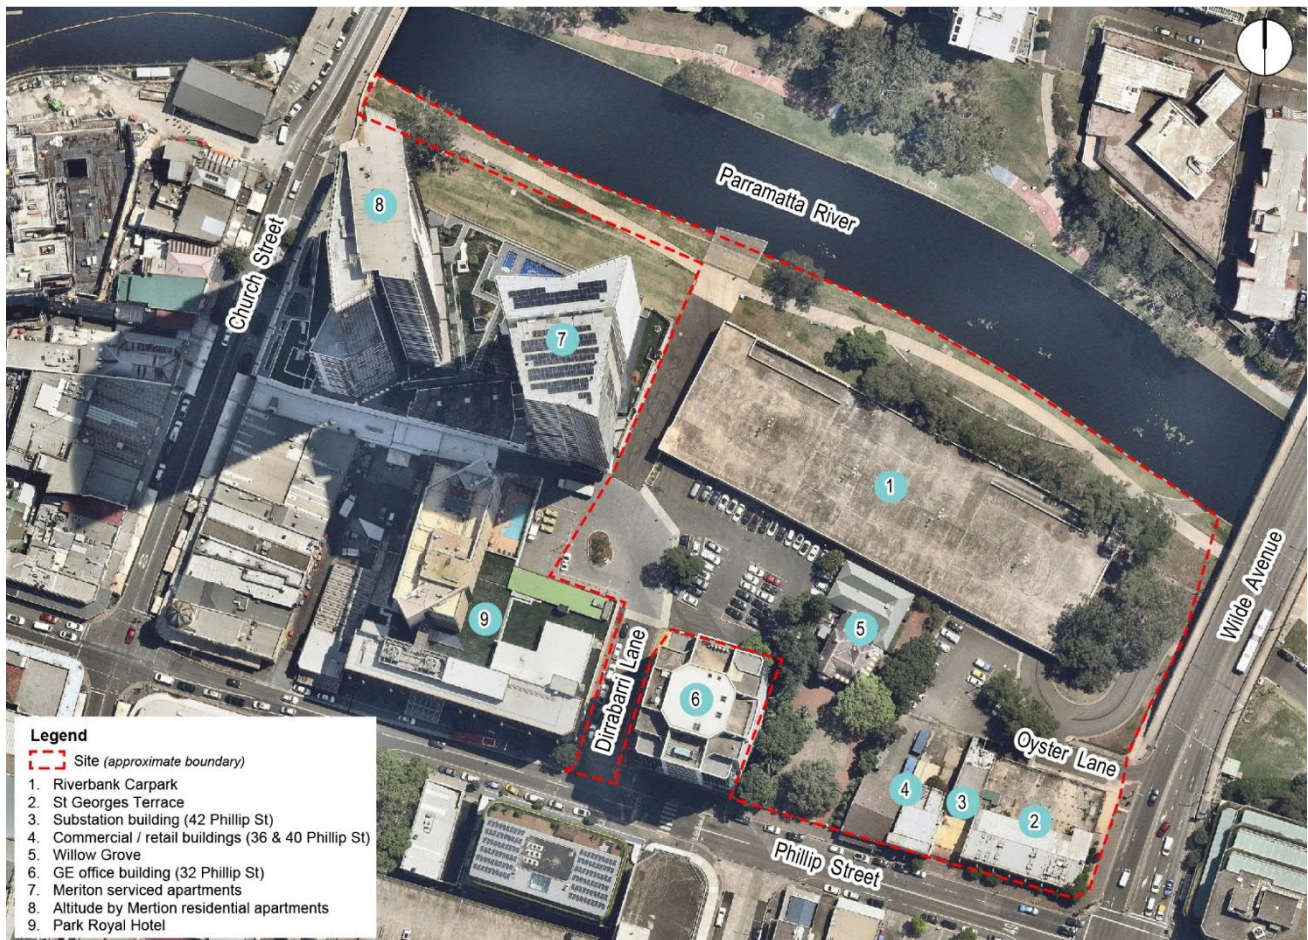 Parramatta River
8
Church Street
7
1
Wilde Avenue
5
9
Dirrabarri Lane
6
Oyster Lane
4
3
2
Phillip Street
Legend
Site (approximate boundary)
1. Riverbank Carpark
2. St Georges Terrace
3. Substation building (42 Phillip St)
4. Commercial / retail buildings (36 & 40 Phillip St)
5. Willow Grove
6. GE office building (32 Phillip St)
7. Meriton serviced apartments
8. Altitude by Mertion residential apartments
9. Park Royal Hotel